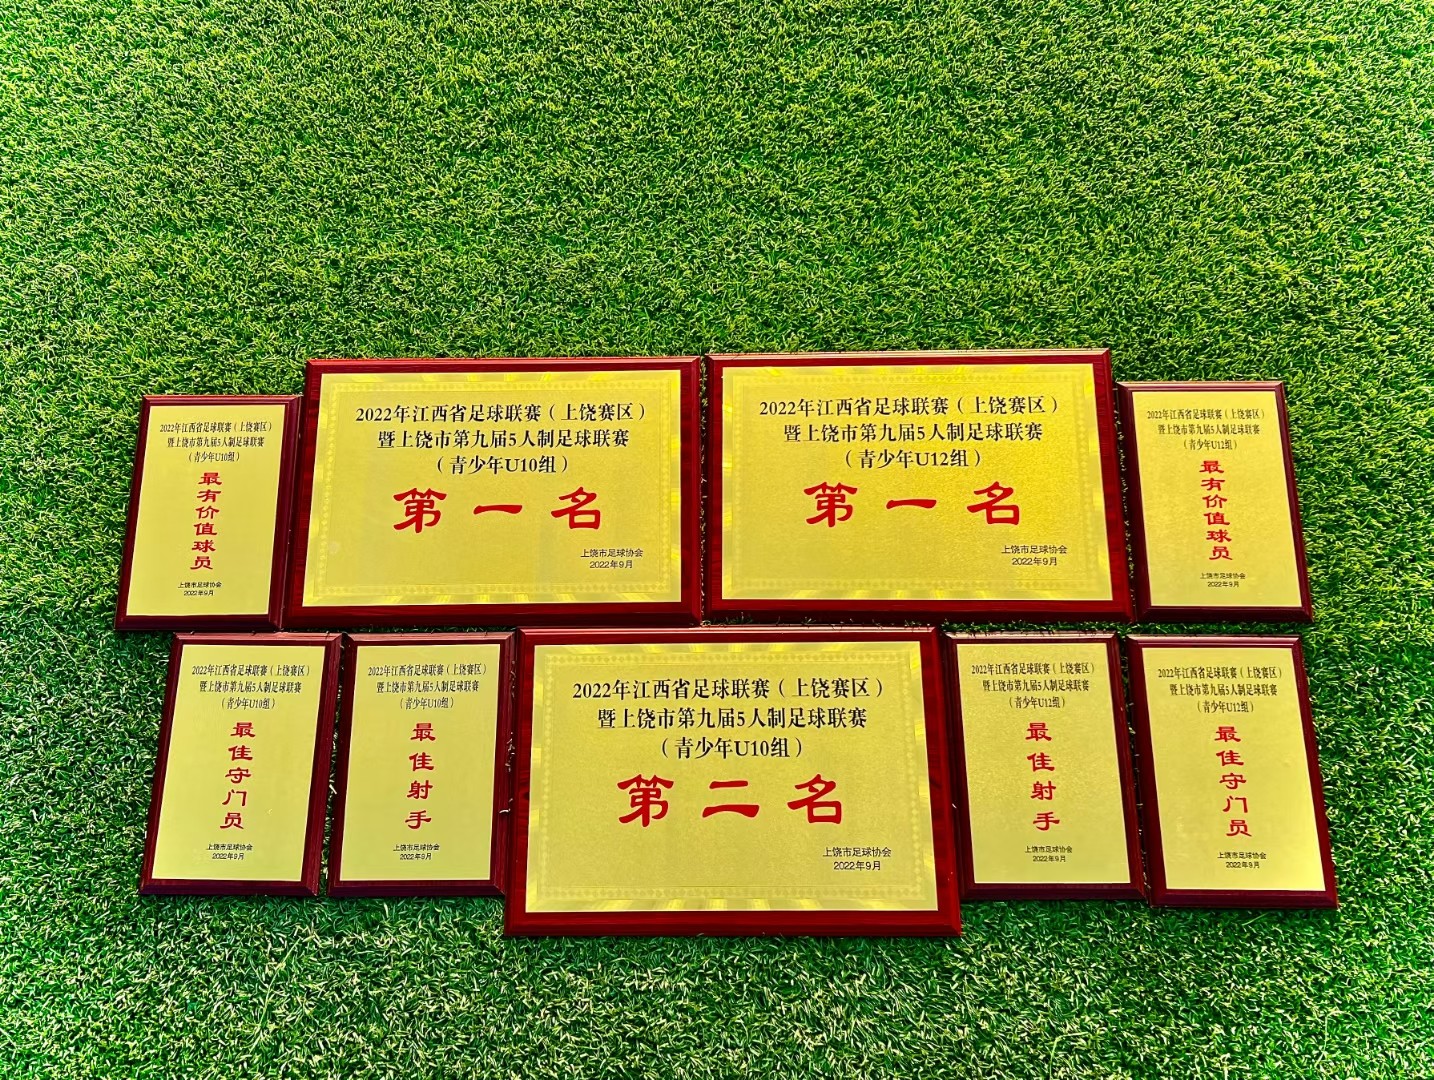 2022年江西省足球联赛（上饶赛区）
暨上饶市第九届5人制足球联赛
（青少年U10组）
最有价值球员
上饶市足球协会
2022年9月
2022年江西省足球联赛（上饶赛区）
暨上饶市第九届5人制足球联赛
（青少年U10组）
第一名
上饶市足球协会
2022年9月
2022年江西省足球联赛（上饶赛区）
暨上饶市第九届5人制足球联赛
（青少年U12组）
第一名
上饶市足球协会
2022年9月
2022年江西省足球联赛（上饶赛区）
暨上饶市第九届5人制足球联赛
（青少年U12组）
最有价值球员
上饶市足球协会
2022年9月
2022年江西省足球联赛（上饶赛区）
暨上饶市第九届5人制足球联赛
（青少年U10组）
最佳守门员
上饶市足球协会
2022年9月
2022年江西省足球联赛（上饶赛区）
暨上饶市第九届5人制足球联赛
（青少年U10组）
最佳射手
上饶市足球协会
2022年9月
2022年江西省足球联赛（上饶赛区）
暨上饶市第九届5人制足球联赛
（青少年U10组）
第二名
上饶市足球协会
2022年9月
2022年江西省足球联赛（上饶赛区）
暨上饶市第九届5人制足球联赛
（青少年U12组）
最佳射手
上饶市足球协会
2022年9月
2022年江西省足球联赛（上饶赛区）
暨上饶市第九届5人制足球联赛
（青少年U12组）
最佳守门员
上饶市足球协会
2022年9月